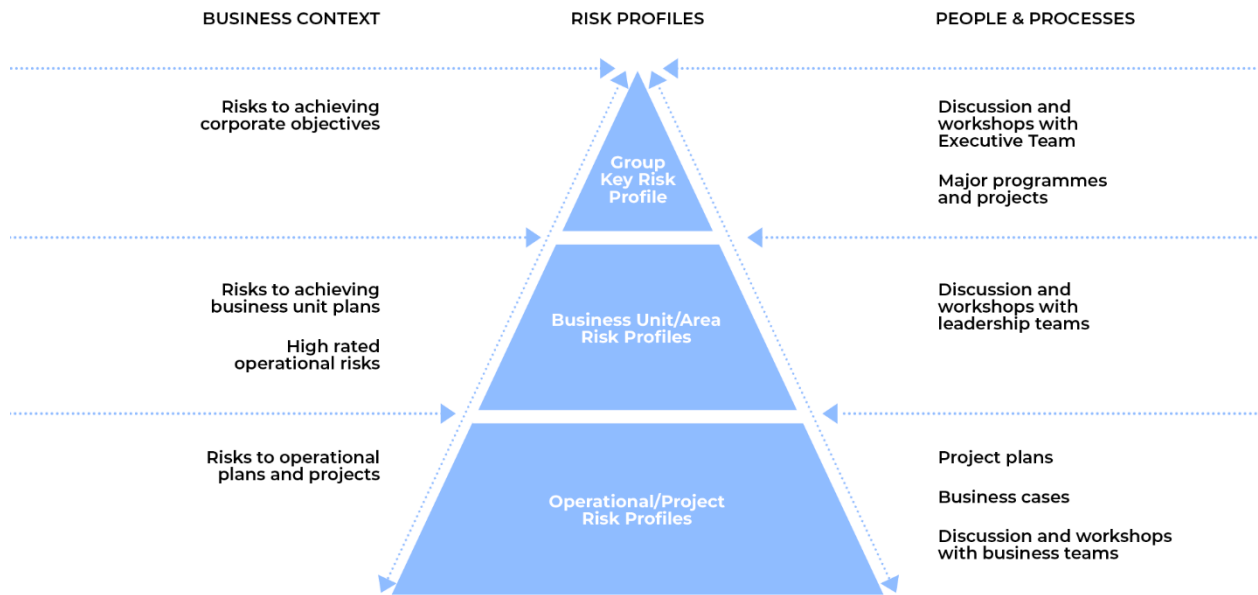 BUSINESS CONTEXT
RISK PROFILES
PEOPLE & PROCESSES
Risks to achieving
corporate objectives
Group
Key Risk
Profile
Discussion and
workshops with
Executive Team
Major programmes
and projects
Risks to achieving
business unit plans
High rated
operational risks
Business Unit/Area
Risk Profiles
Discussion and
workshops with
leadership teams
Risks to operational
plans and projects
Operational/Project
Risk Profiles
Project plans
Business cases
Discussion and workshops
with business teams